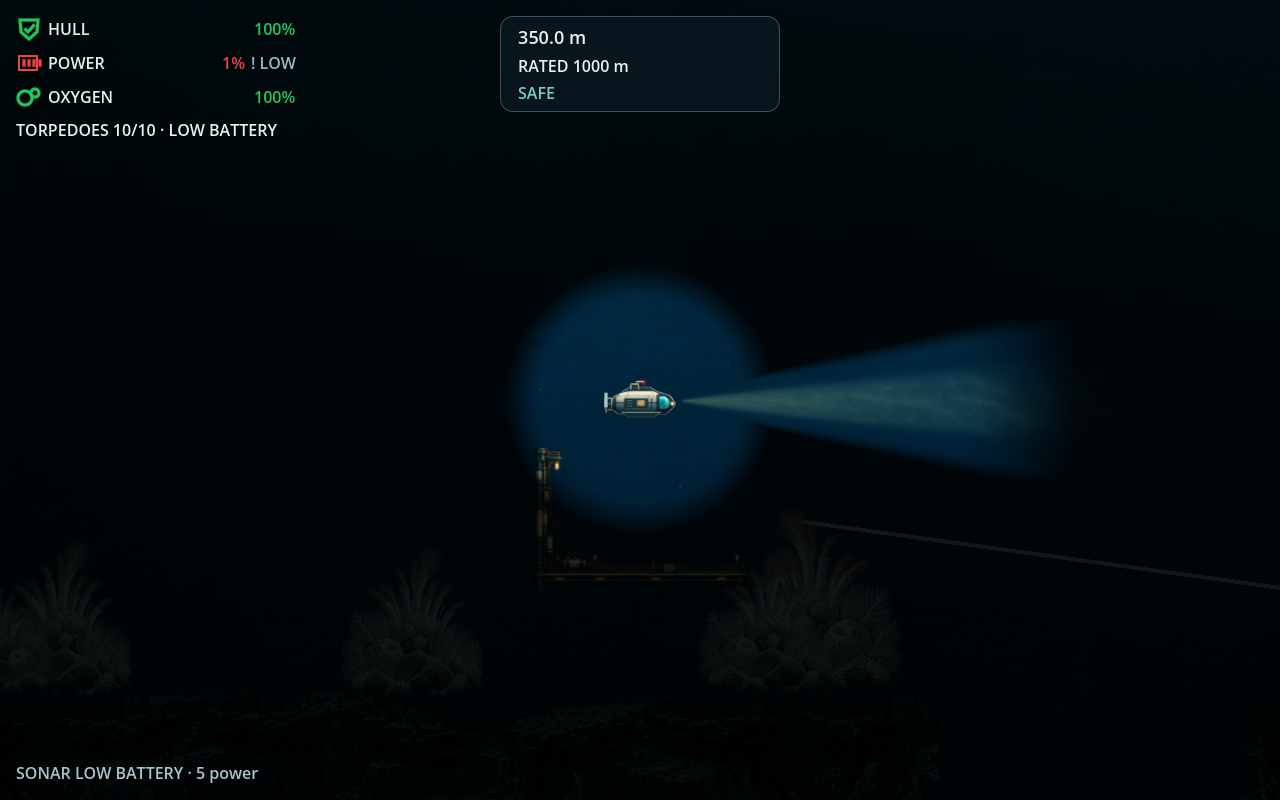 HULL 100%
POWER 1% ! LOW
OXYGEN 100%
TORPEDOES 10/10 · LOW BATTERY
350.0 m
RATED 1000 m
SAFE
SONAR LOW BATTERY · 5 power